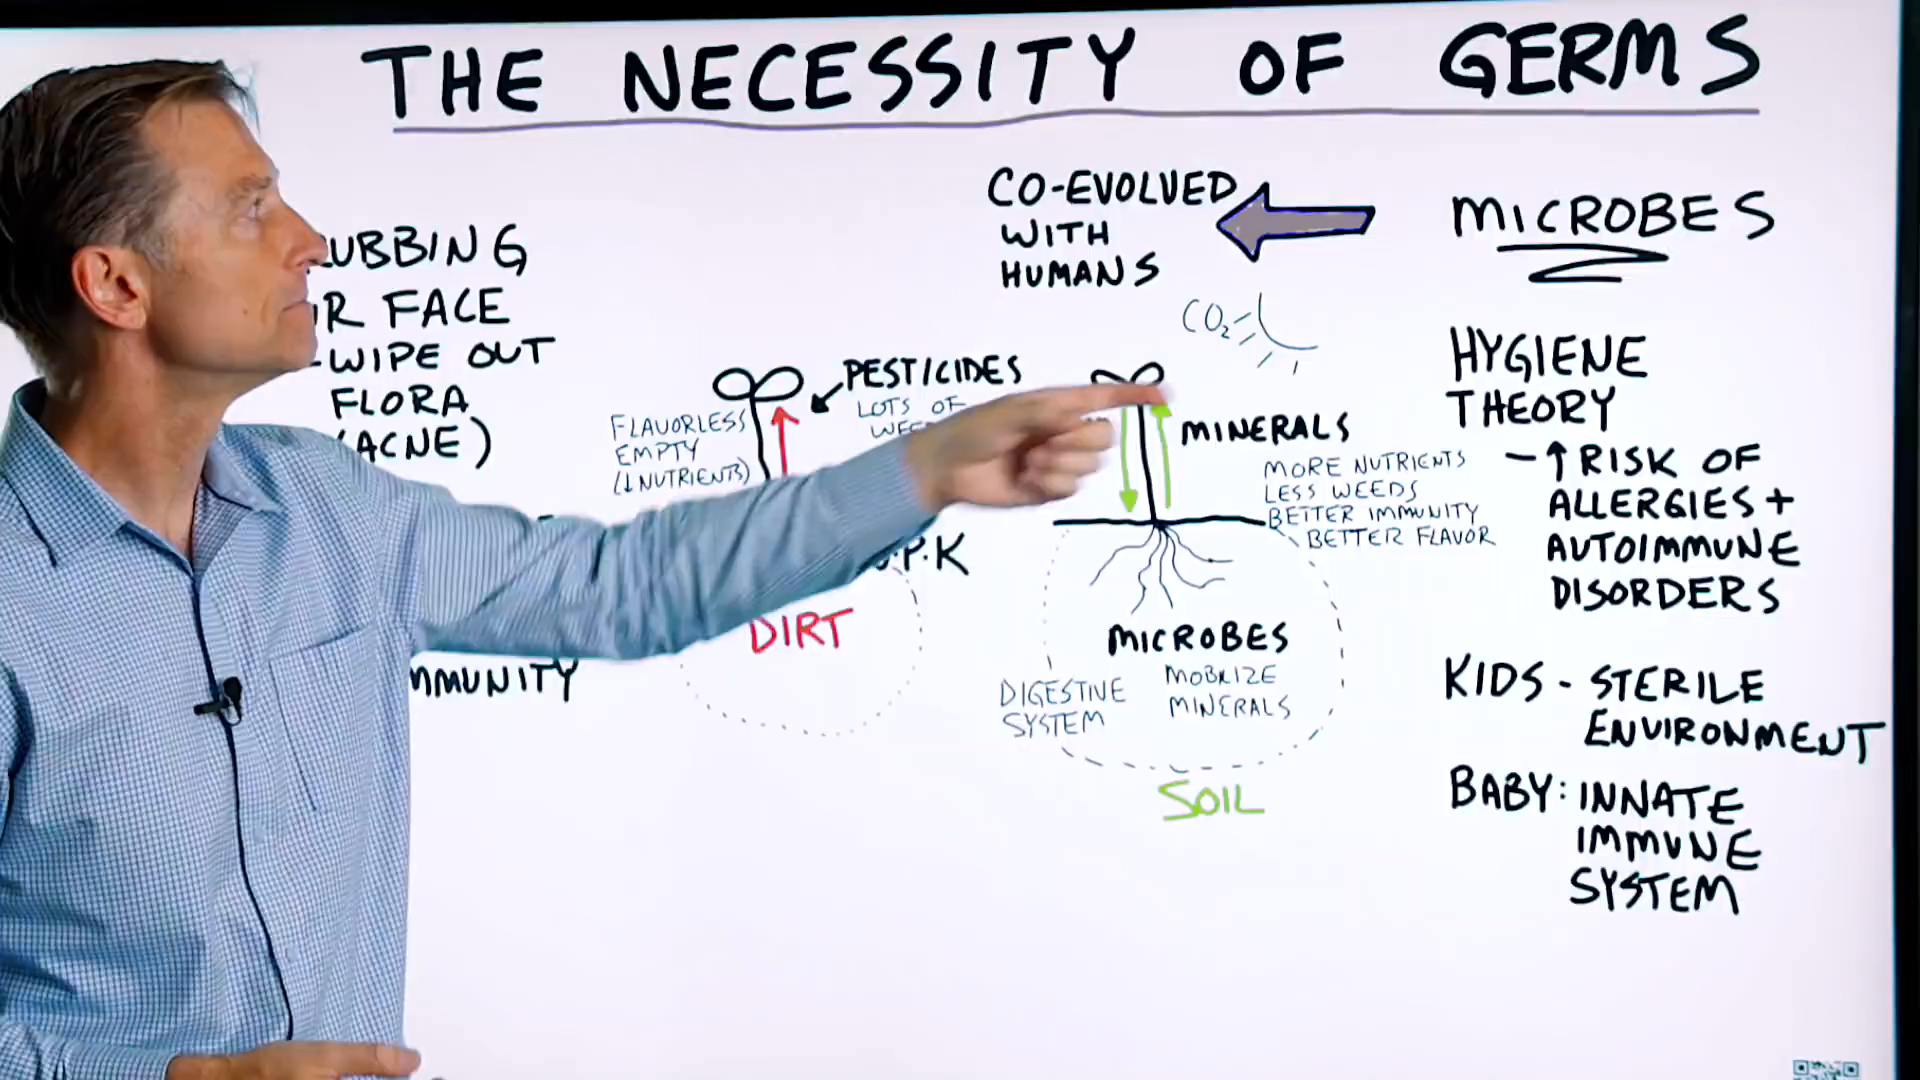 THE NECESSITY OF GERMS
CO-EVOLVED
WITH
HUMANS
MICROBES
FACE
-WIPE OUT
FLORA
(ACNE)
FLAVORLESS
EMPTY
(↓NUTRIENTS)
PESTICIDES
LOTS OF
DIRT
CO₂
MINERALS
MORE NUTRIENTS
LESS WEEDS
BETTER IMMUNITY
BETTER FLAVOR
MICROBES
DIGESTIVE
SYSTEM
MOBILIZE
MINERALS
SOIL
HYGIENE
THEORY
-↑RISK OF
ALLERGIES +
AUTOIMMUNE
DISORDERS
KIDS - STERILE
ENVIRONMENT
BABY: INNATE
IMMUNE
SYSTEM